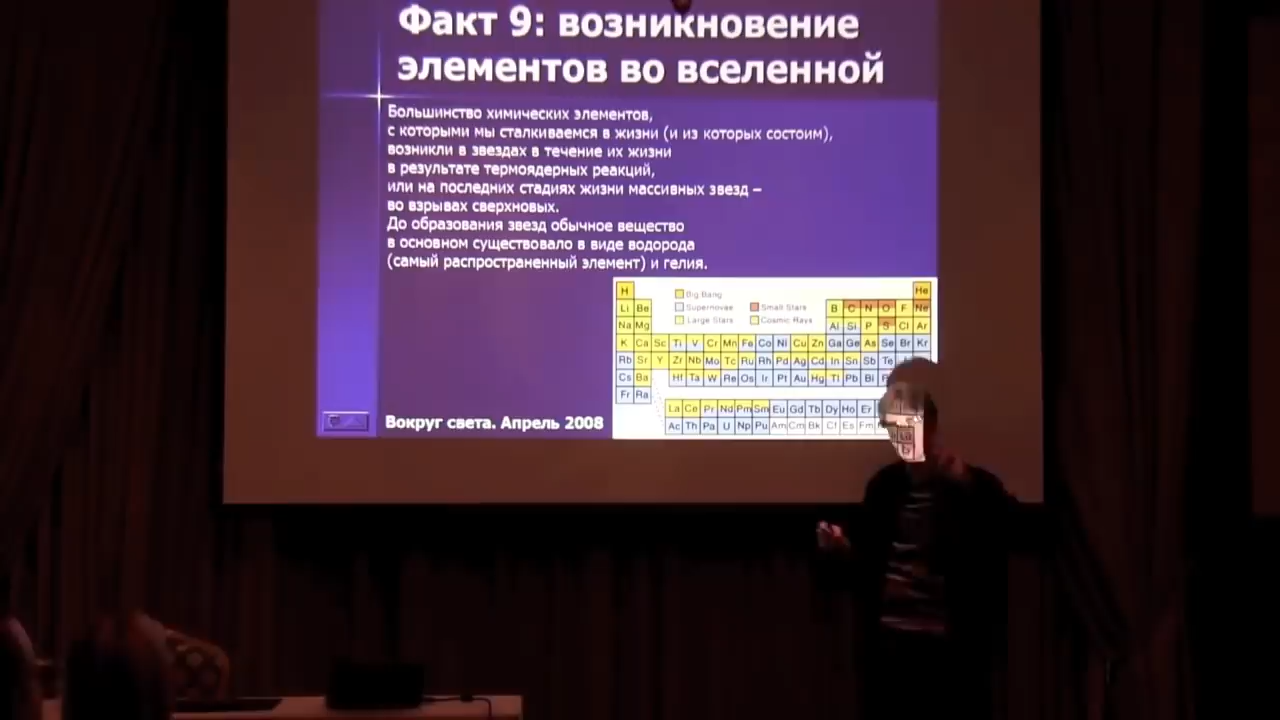 Факт 9: возникновение
элементов во вселенной
Большинство химических элементов,
с которыми мы сталкиваемся в жизни (и из которых состоим),
возникли в звездах в течение их жизни
в результате термоядерных реакций,
или на последних стадиях жизни массивных звезд –
во взрывах сверхновых.
До образования звезд обычное вещество
в основном существовало в виде водорода
(самый распространенный элемент) и гелия.
H Big Bang He
Li Be Supernovae Small Stars B C N O F Ne
Na Mg Large Stars Cosmic Rays Al Si P S Cl Ar
K Ca Sc Ti V Cr Mn Fe Co Ni Cu Zn Ga Ge As Se Br Kr
Rb Sr Y Zr Nb Mo Tc Ru Rh Pd Ag Cd In Sn Sb Te
Cs Ba Hf Ta W Re Os Ir Pt Au Hg Tl Pb Bi
Fr Ra
La Ce Pr Nd Pm Sm Eu Gd Tb Dy Ho Er
Ac Th Pa U Np Pu Am Cm Bk Cf Es Fm
Вокруг света. Апрель 2008